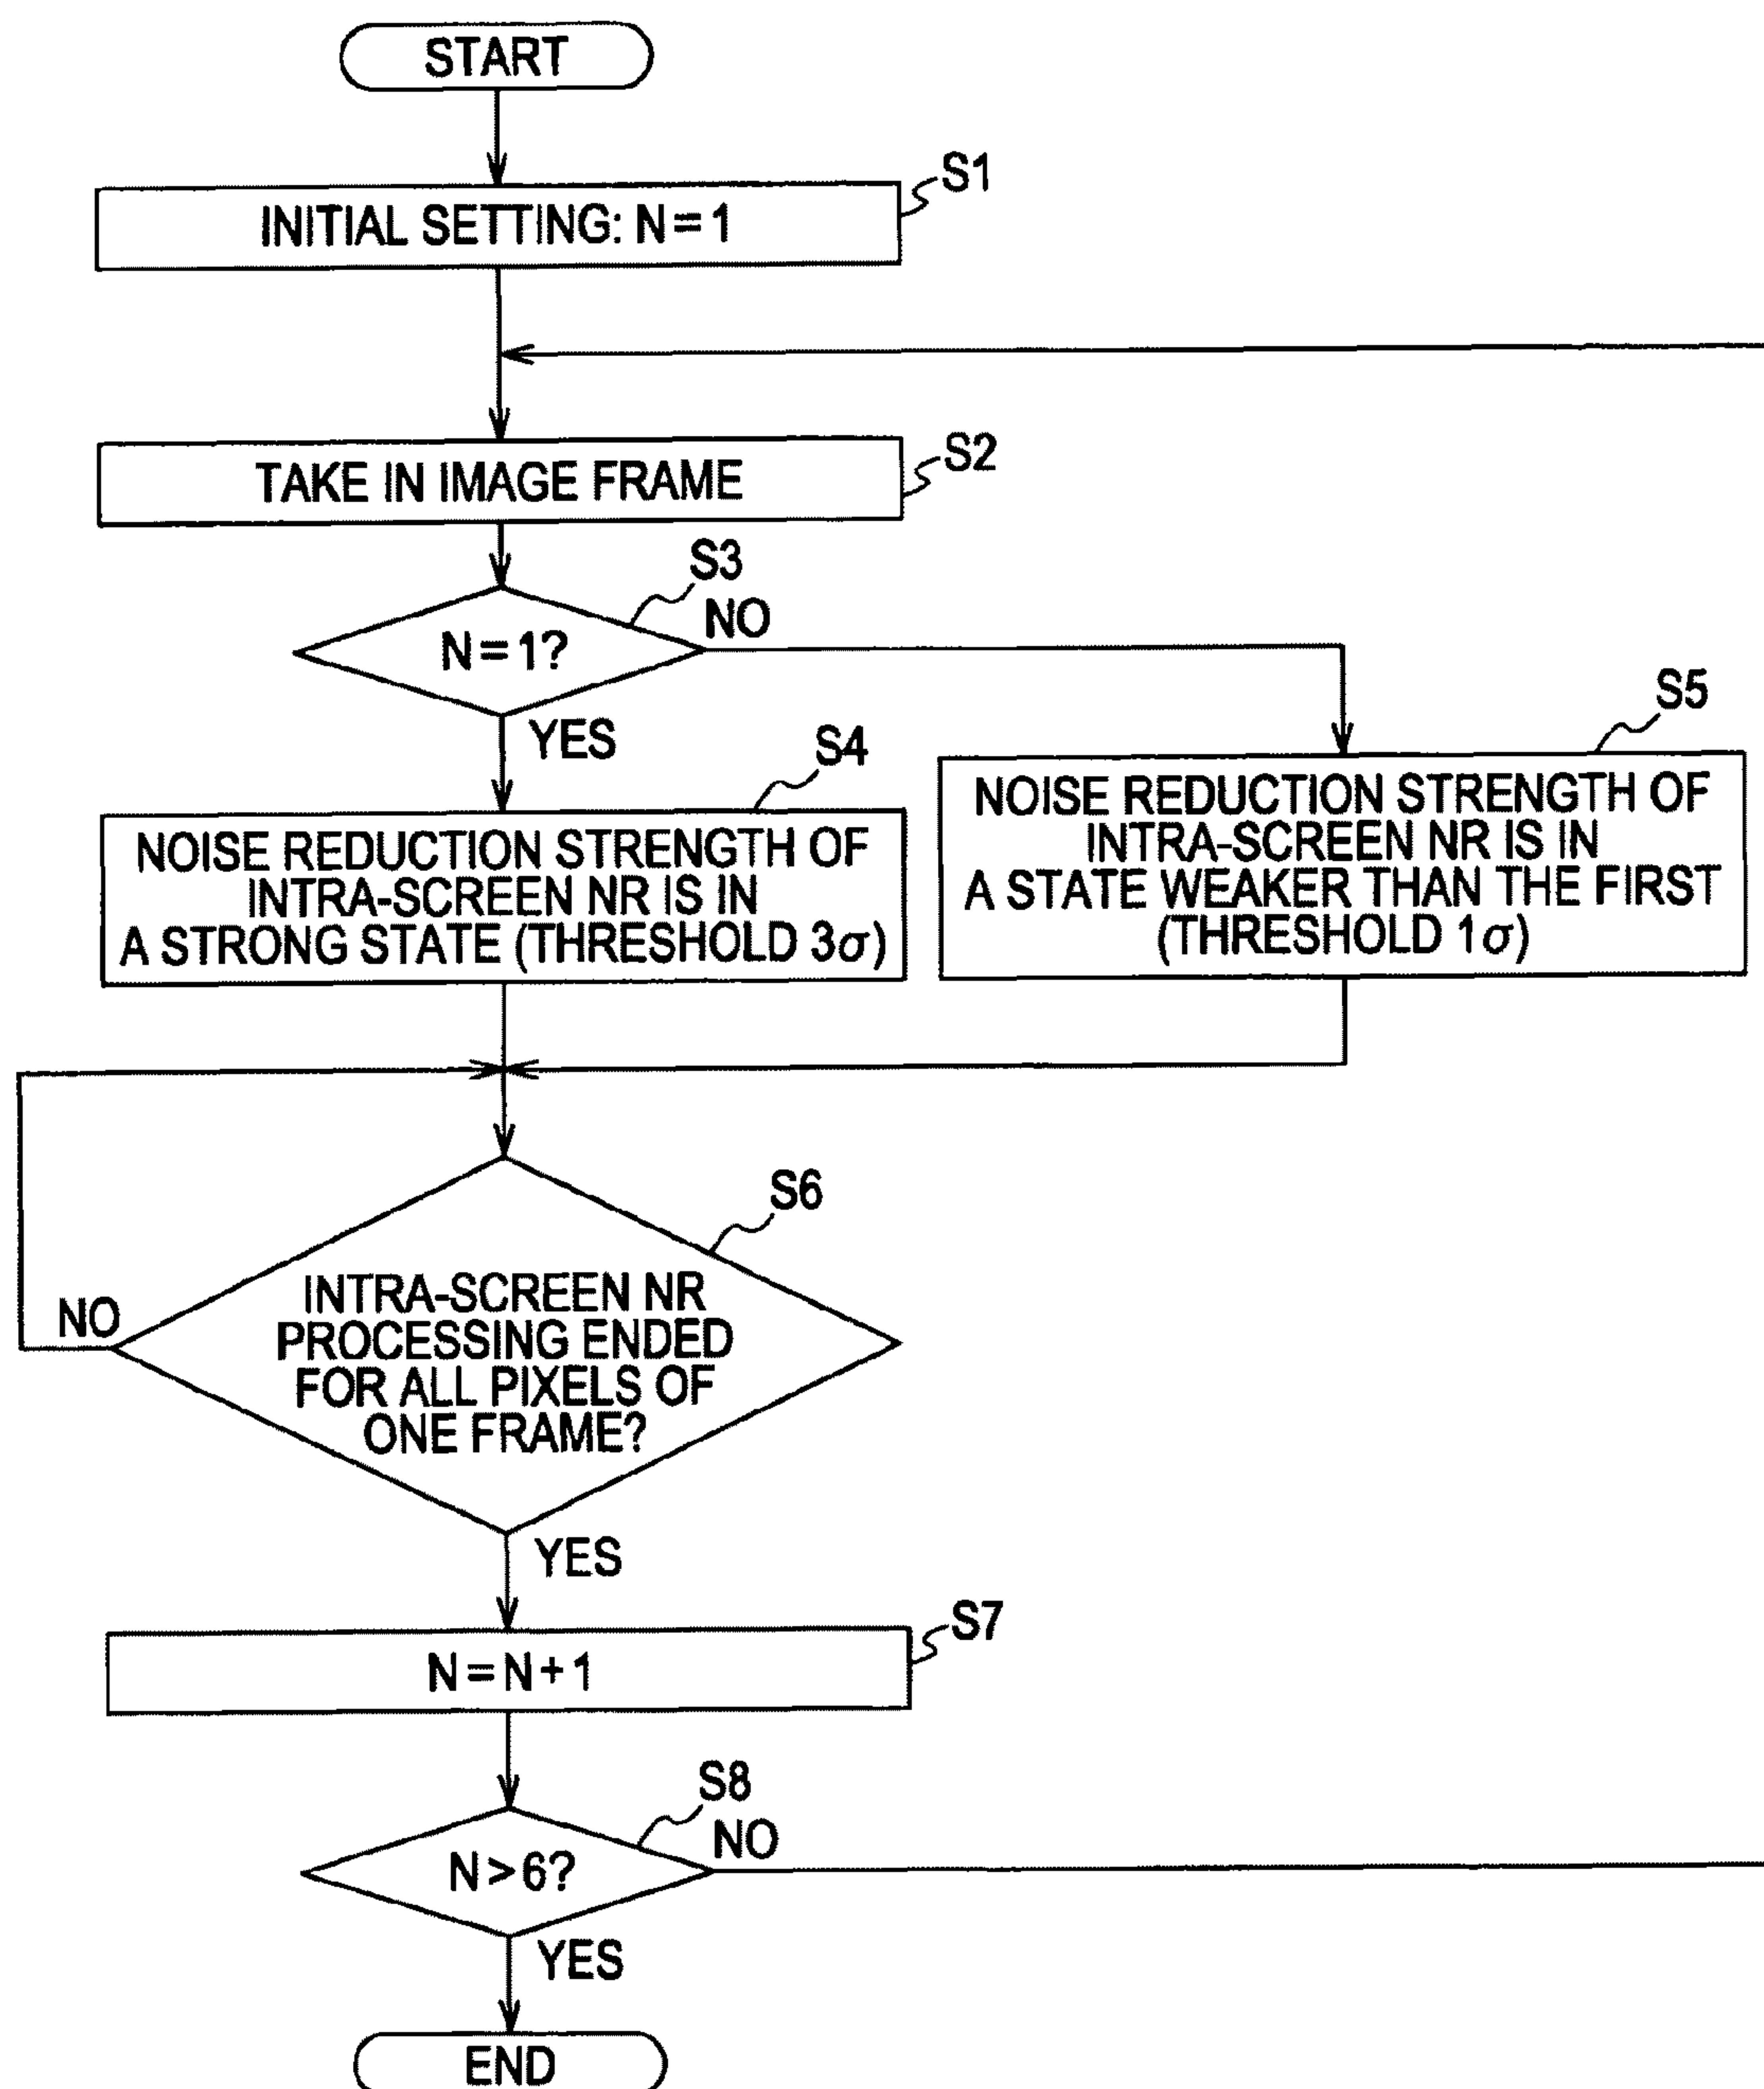 START
S1
INITIAL SETTING: N = 1
S2
TAKE IN IMAGE FRAME
S3
N = 1?
NO
YES
S4
NOISE REDUCTION STRENGTH OF
INTRA-SCREEN NR IS IN
A STRONG STATE (THRESHOLD 3σ)
S5
NOISE REDUCTION STRENGTH OF
INTRA-SCREEN NR IS IN
A STATE WEAKER THAN THE FIRST
(THRESHOLD 1σ)
S6
INTRA-SCREEN NR
PROCESSING ENDED
FOR ALL PIXELS OF
ONE FRAME?
NO
YES
S7
N = N + 1
S8
N > 6?
NO
YES
END